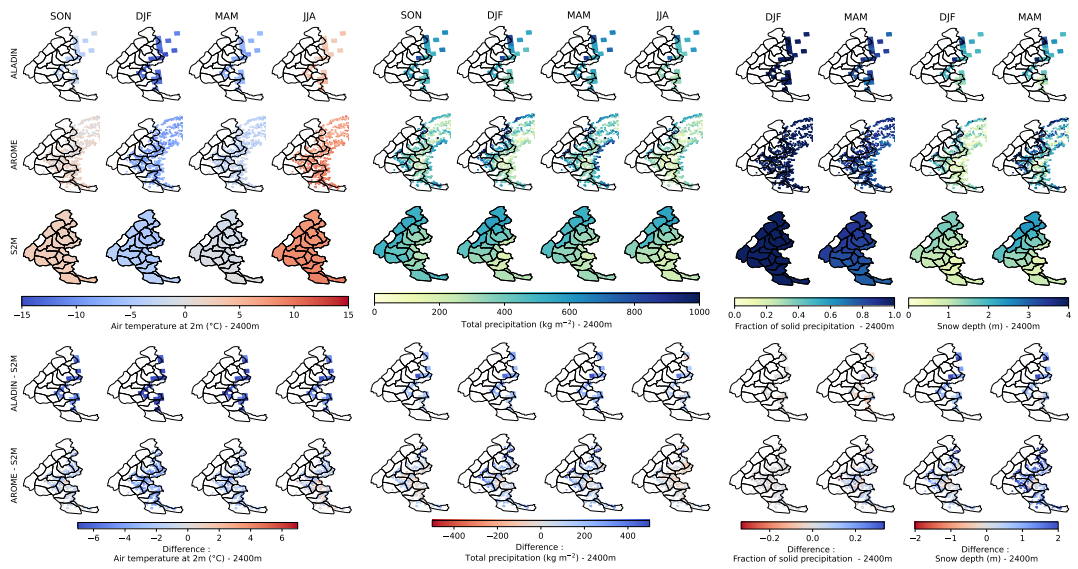 SON DJF MAM JJA SON DJF MAM JJA DJF MAM DJF MAM
ALADIN
AROME
S2M
−15 −10 −5 0 5 10 15
Air temperature at 2m (°C) - 2400m
0 200 400 600 800 1000
Total precipitation (kg m⁻²) - 2400m
0.0 0.2 0.4 0.6 0.8 1.0
Fraction of solid precipitation - 2400m
0 1 2 3 4
Snow depth (m) - 2400m
ALADIN - S2M
AROME - S2M
−6 −4 −2 0 2 4 6
Difference :
Air temperature at 2m (°C) - 2400m
−400 −200 0 200 400
Difference :
Total precipitation (kg m⁻²) - 2400m
−0.2 0.0 0.2
Difference :
Fraction of solid precipitation - 2400m
−2 −1 0 1 2
Difference :
Snow depth (m) - 2400m